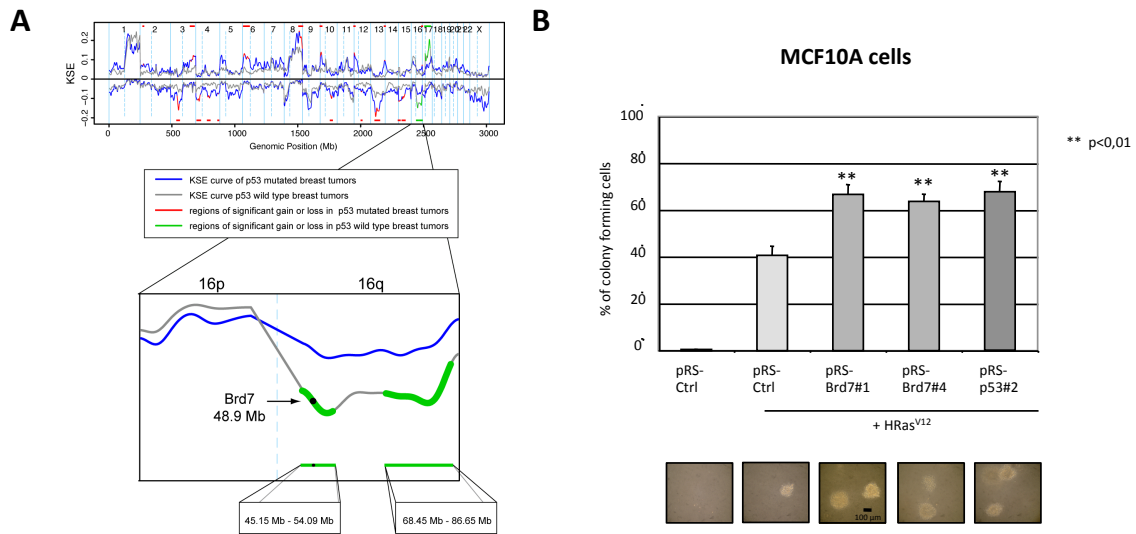 A
1 2 3 4 5 6 7 8 9 10 11 12 13 14 15 16 17 18 19 20 21 22 X
KSE
0.2
0.1
0
-0.1
-0.2
0 500 1000 1500 2000 2500 3000
Genomic Position (Mb)
KSE curve of p53 mutated breast tumors
KSE curve p53 wild type breast tumors
regions of significant gain or loss in p53 mutated breast tumors
regions of significant gain or loss in p53 wild type breast tumors
16p 16q
Brd7
48.9 Mb
45.15 Mb - 54.09 Mb
68.45 Mb - 86.65 Mb
B
MCF10A cells
** p<0,01
% of colony forming cells
100
80
60
40
20
0
** ** **
pRS-Ctrl
pRS-Ctrl
pRS-Brd7#1
pRS-Brd7#4
pRS-p53#2
+ HRasV12
100 µm